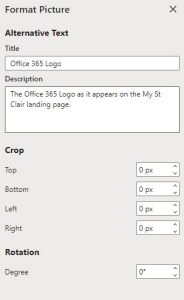 Format Picture
Alternative Text
Title
Office 365 Logo
Description
The Office 365 Logo as it appears on the My St
Clair landing page.
Crop
Top 0 px
Bottom 0 px
Left 0 px
Right 0 px
Rotation
Degree 0°